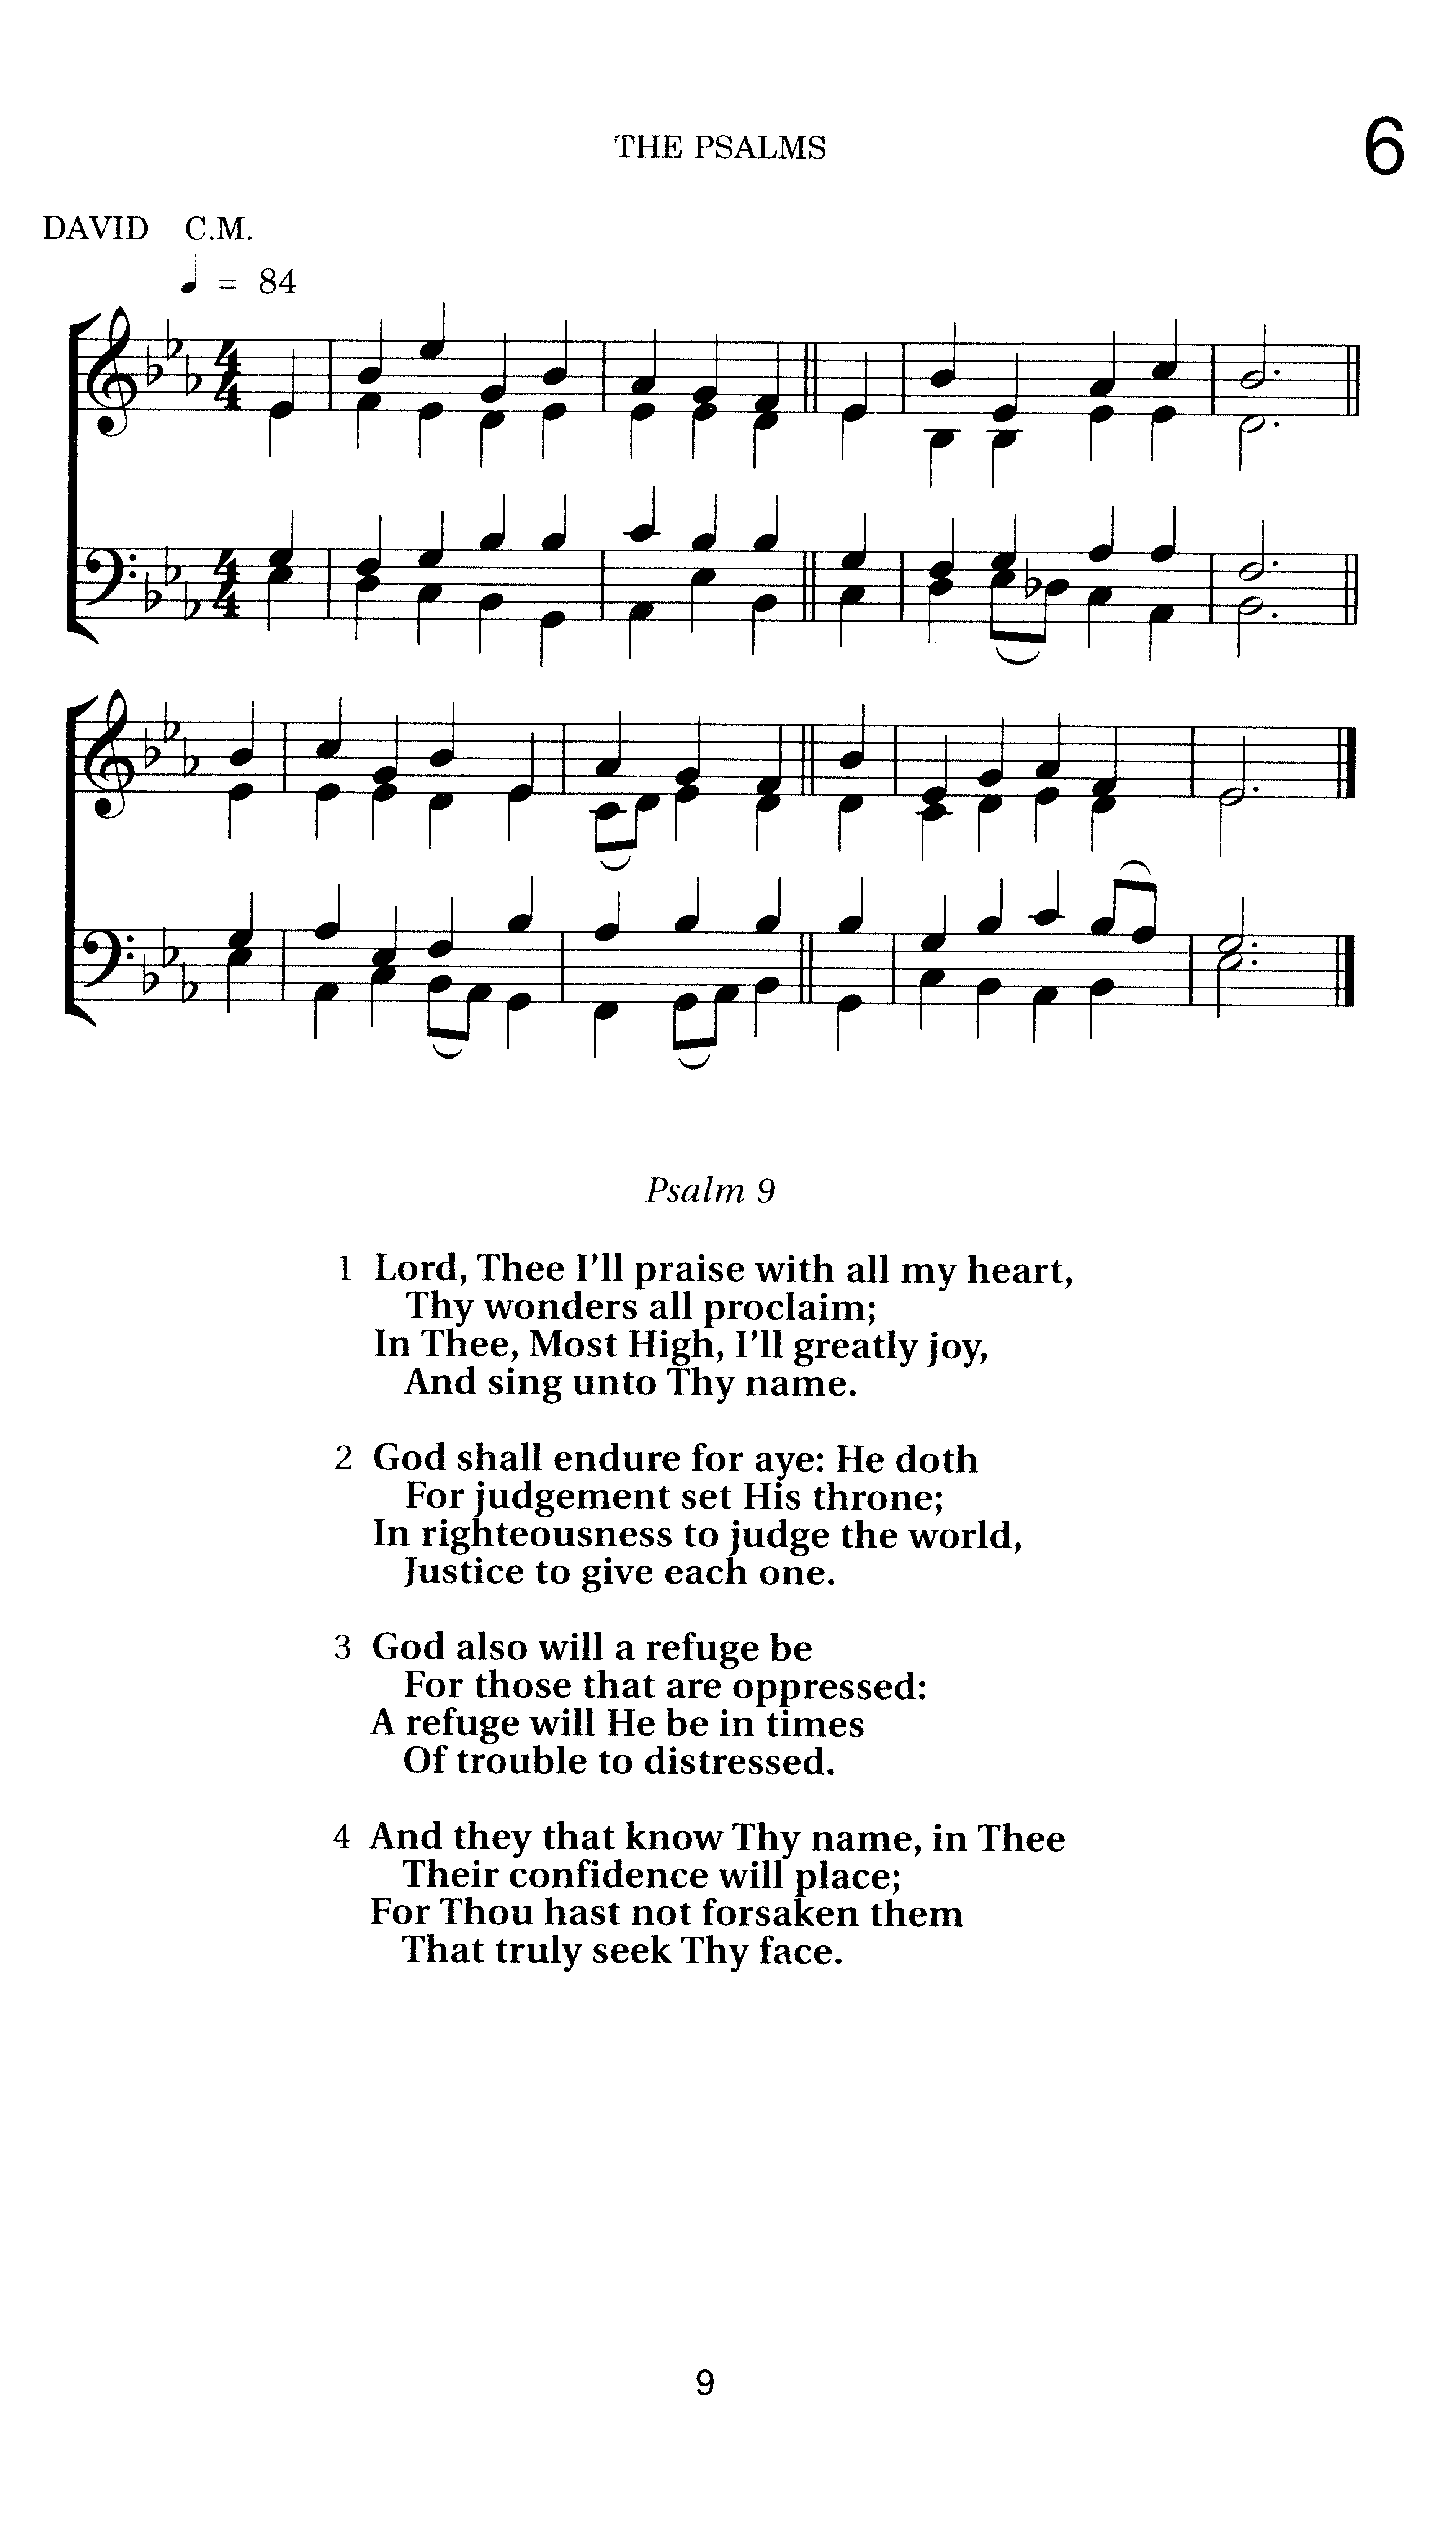 THE PSALMS
6
DAVID C.M.
♩ = 84
4
4
4
4
Psalm 9
1 Lord, Thee I’ll praise with all my heart,
Thy wonders all proclaim;
In Thee, Most High, I’ll greatly joy,
And sing unto Thy name.
2 God shall endure for aye: He doth
For judgement set His throne;
In righteousness to judge the world,
Justice to give each one.
3 God also will a refuge be
For those that are oppressed:
A refuge will He be in times
Of trouble to distressed.
4 And they that know Thy name, in Thee
Their confidence will place;
For Thou hast not forsaken them
That truly seek Thy face.
9